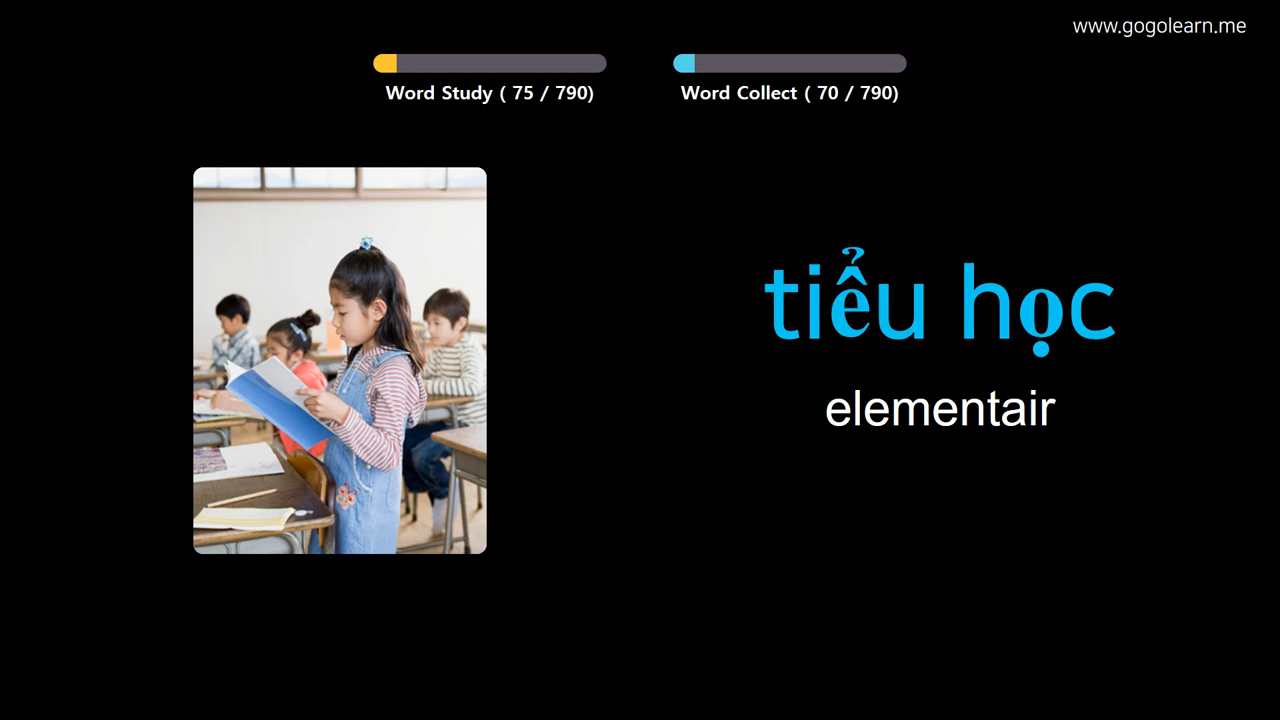 www.gogolearn.me
Word Study ( 75 / 790)
Word Collect ( 70 / 790)
tiểu học
elementair